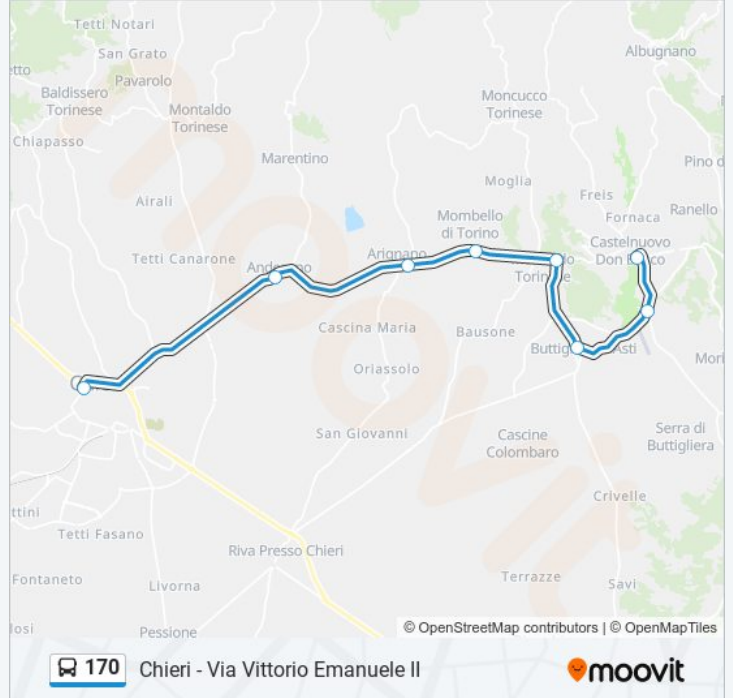 Tetti Notari
San Grato
Albugnano
etto
Pavarolo
Baldissero
Torinese
Moncucco
Torinese
Montaldo
Torinese
Chiapasso
Marentino
Pino d
Moglia
Freis
Airali
Ranello
Mombello
di Torino
Fornaca
Castelnuovo
Tetti Canarone
Arignano
Cascina Maria
Bausone
Asti
Mori
Oriassolo
San Giovanni
Cascine
Colombaro
Serra di
Buttigliera
Crivelle
ttini
Tetti Fasano
Riva Presso Chieri
Fontaneto
Livorna
Terrazze
Savi
losi
Pessione
© OpenStreetMap contributors | © OpenMapTiles
170 Chieri - Via Vittorio Emanuele II
moovit